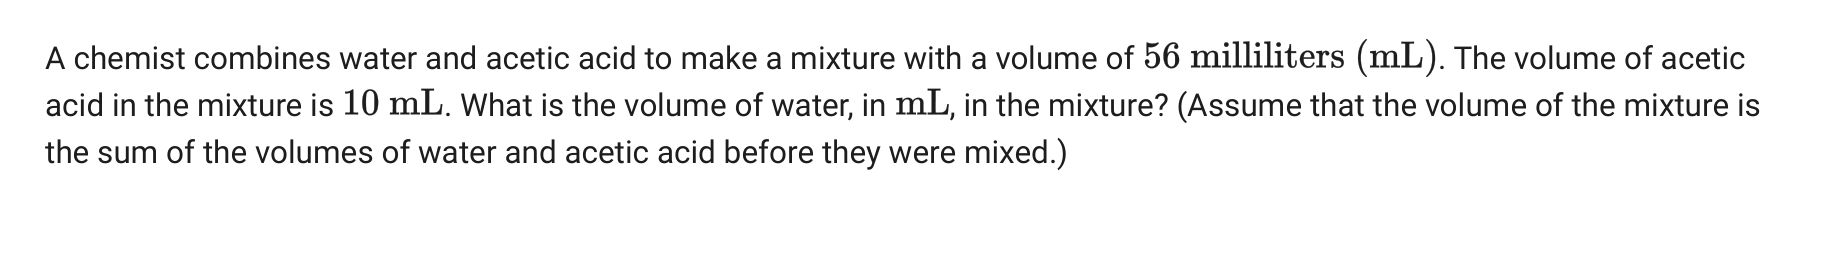 A chemist combines water and acetic acid to make a mixture with a volume of 56 milliliters (mL). The volume of acetic
acid in the mixture is 10 mL. What is the volume of water, in mL, in the mixture? (Assume that the volume of the mixture is
the sum of the volumes of water and acetic acid before they were mixed.)